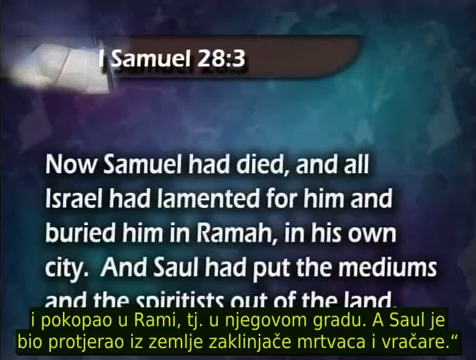 I Samuel 28:3
Now Samuel had died, and all
Israel had lamented for him and
buried him in Ramah, in his own
city.  And Saul had put the mediums
and the spiritists out of the land.
i pokopao u Rami, tj. u njegovom gradu. A Saul je
bio protjerao iz zemlje zaklinjače mrtvaca i vračare.“